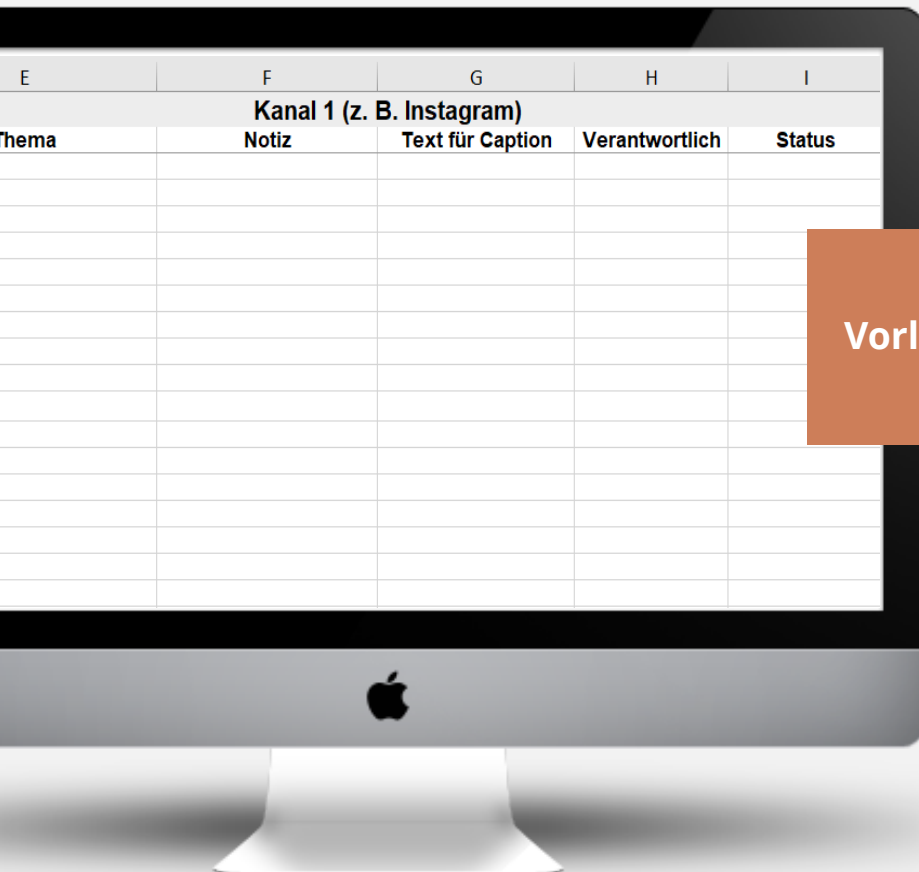 E F G H I
Kanal 1 (z. B. Instagram)
Thema Notiz Text für Caption Verantwortlich Status
Vorl